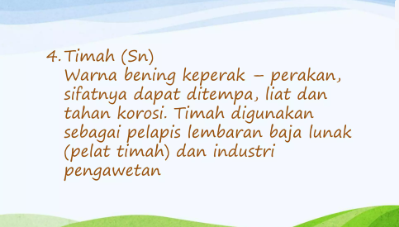 4. Timah (Sn)
Warna bening keperak – perakan,
sifatnya dapat ditempa, liat dan
tahan korosi. Timah digunakan
sebagai pelapis lembaran baja lunak
(pelat timah) dan industri
pengawetan